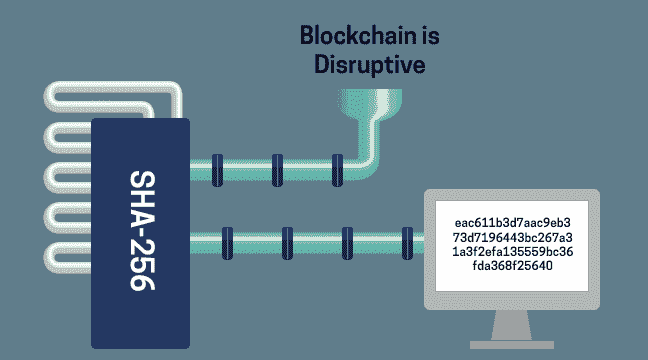 Blockchain is
Disruptive
SHA-256
eac611b3d7aac9eb3
73d7196443bc267a3
1a3f2efa135559bc36
fda368f25640